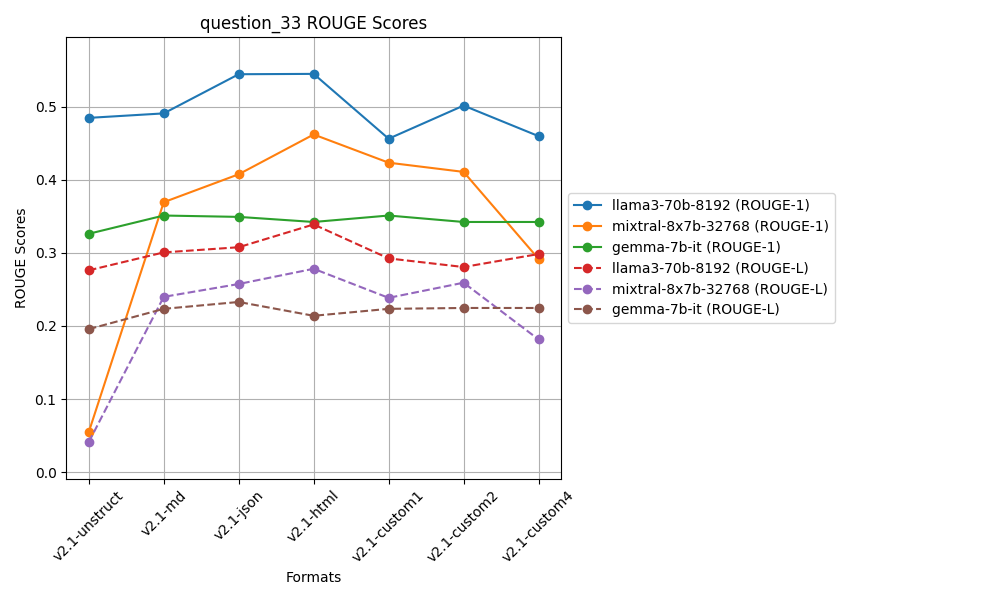 question_33 ROUGE Scores
ROUGE Scores
0.5
0.4
0.3
0.2
0.1
0.0
v2.1-unstruct
v2.1-md
v2.1-json
v2.1-html
v2.1-custom1
v2.1-custom2
v2.1-custom4
Formats
llama3-70b-8192 (ROUGE-1)
mixtral-8x7b-32768 (ROUGE-1)
gemma-7b-it (ROUGE-1)
llama3-70b-8192 (ROUGE-L)
mixtral-8x7b-32768 (ROUGE-L)
gemma-7b-it (ROUGE-L)